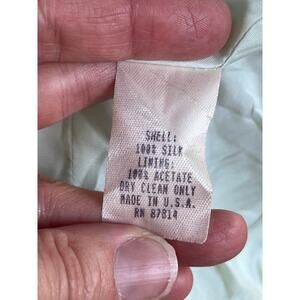 SHELL:
100% SILK
LINING:
100% ACETATE
DRY CLEAN ONLY
MADE IN U.S.A.
RN 87814